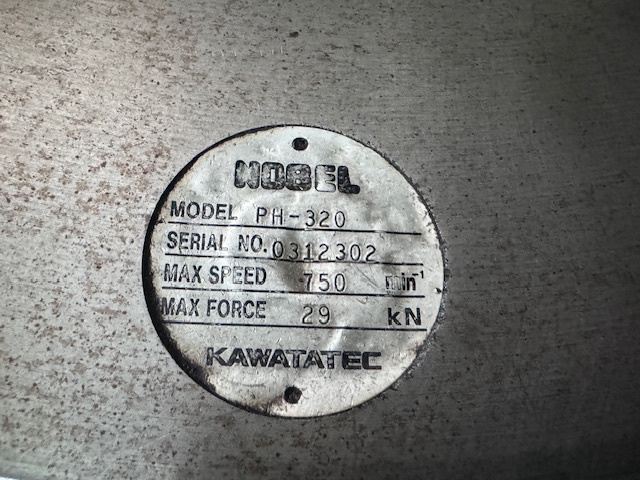 NOBEL
MODEL PH-320
SERIAL NO. 0312302
MAX SPEED 750 min-1
MAX FORCE 29 kN
KAWATATEC